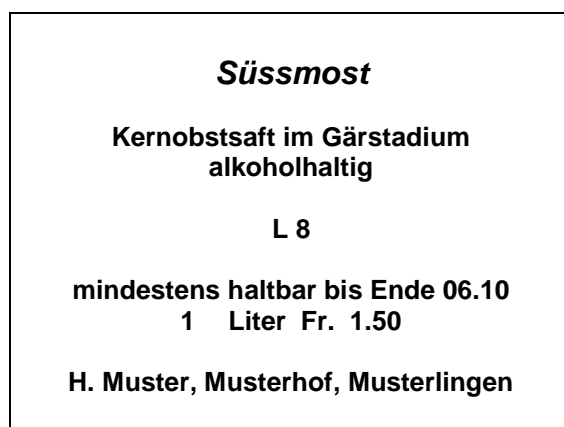 Süssmost
Kernobstsaft im Gärstadium
alkoholhaltig
L 8
mindestens haltbar bis Ende 06.10
1 Liter Fr. 1.50
H. Muster, Musterhof, Musterlingen